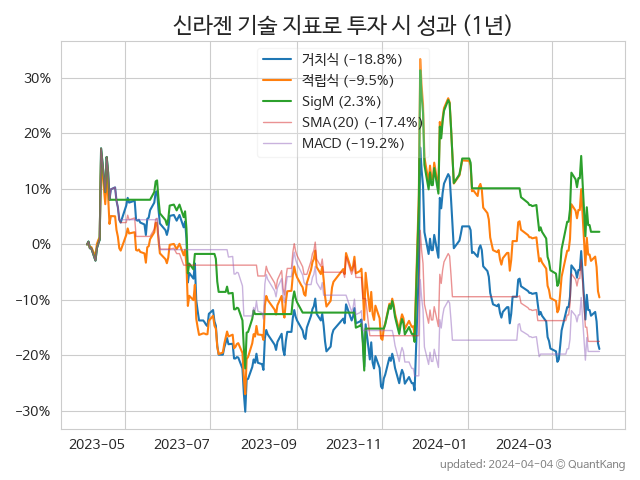 신라젠 기술 지표로 투자 시 성과 (1년)
거치식 (−18.8%)
적립식 (−9.5%)
SigM (2.3%)
SMA(20) (−17.4%)
MACD (−19.2%)
30%
20%
10%
0%
−10%
−20%
−30%
2023-05
2023-07
2023-09
2023-11
2024-01
2024-03
updated: 2024-04-04 © QuantKang